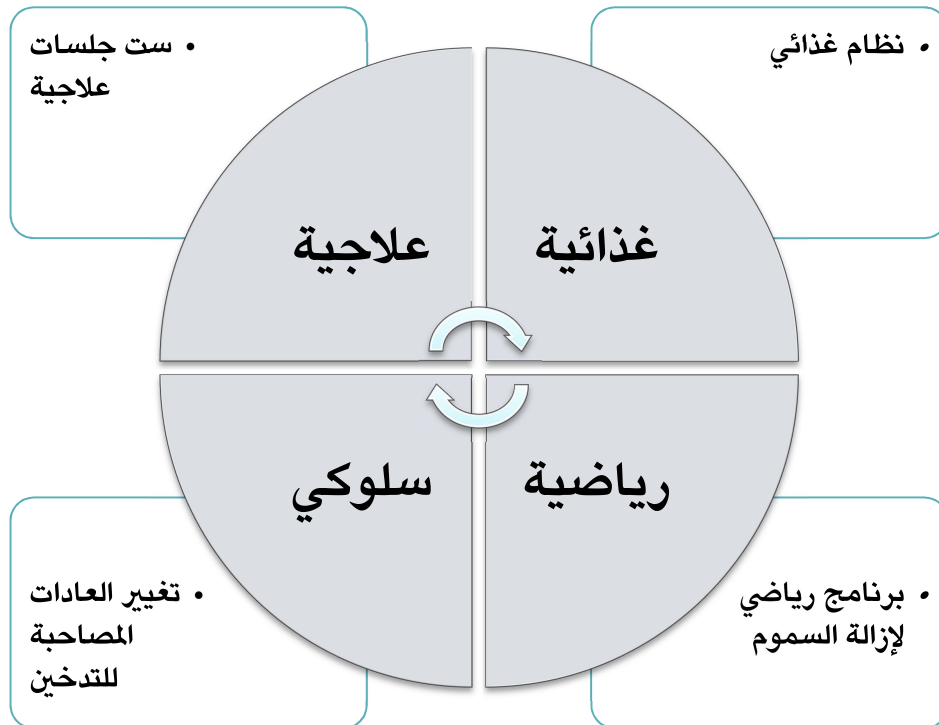 • نظام غذائي
• ست جلسات
علاجية
غذائية
علاجية
رياضية
سلوكي
• برنامج رياضي
لإزالة السموم
• تغيير العادات
المصاحبة
للتدخين